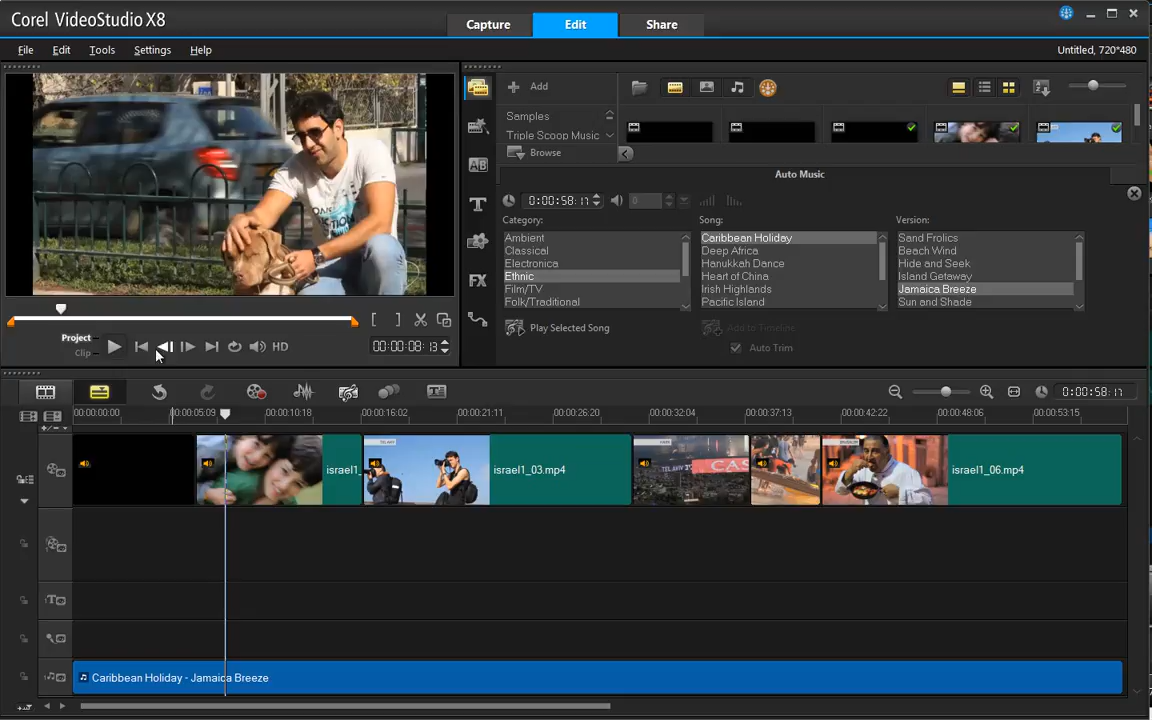 Corel VideoStudio X8
Capture
Edit
Share
File
Edit
Tools
Settings
Help
Untitled, 720*480
Add
Samples
Triple Scoop Music
Browse
Auto Music
0:00:58:17
0
Category:
Song:
Version:
Ambient
Classical
Electronica
Ethnic
Film/TV
Folk/Traditional
Caribbean Holiday
Deep Africa
Hanukkah Dance
Heart of China
Irish Highlands
Pacific Island
Sand Frolics
Beach Wind
Hide and Seek
Island Getaway
Jamaica Breeze
Sun and Shade
Play Selected Song
Add to Timeline
Auto Trim
Project
Clip
HD
00:00:08:13
0:00:58:17
00:00:00:00
00:00:05:09
00:00:10:18
00:00:16:02
00:00:21:11
00:00:26:20
00:00:32:04
00:00:37:13
00:00:42:22
00:00:48:06
00:00:53:15
israel1_
israel1_03.mp4
israel1_06.mp4
Caribbean Holiday - Jamaica Breeze